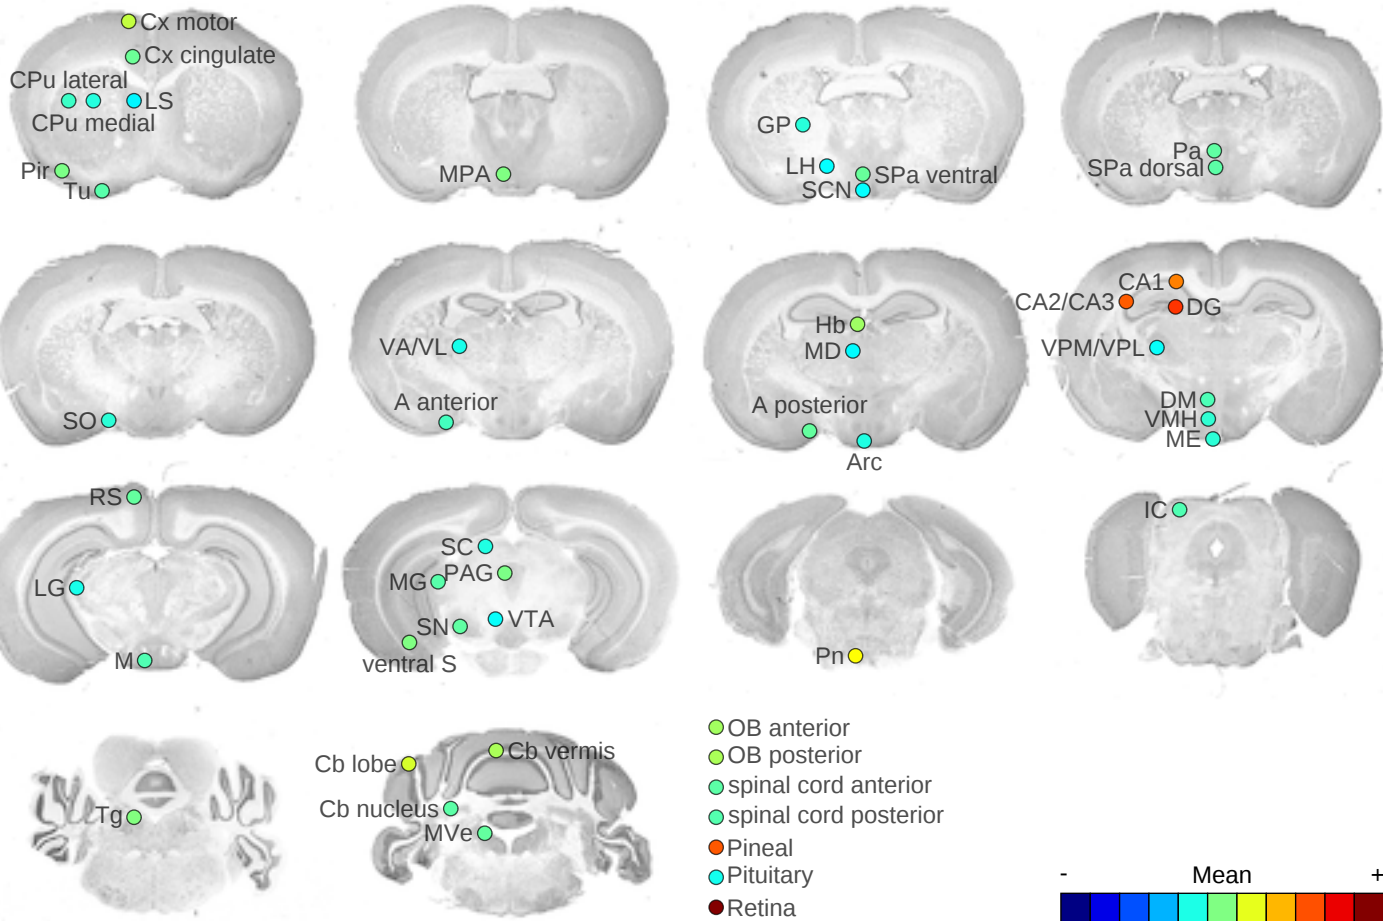 Cx motor
Cx cingulate
CPu lateral
LS
CPu medial
Pir
Tu
MPA
GP
LH
SPa ventral
SCN
Pa
SPa dorsal
SO
VA/VL
A anterior
Hb
MD
A posterior
Arc
CA1
CA2/CA3
DG
VPM/VPL
DM
VMH
ME
RS
LG
M
SC
MG
PAG
SN
VTA
ventral S
Pn
IC
Tg
Cb vermis
Cb lobe
Cb nucleus
MVe
OB anterior
OB posterior
spinal cord anterior
spinal cord posterior
Pineal
Pituitary
Retina
- Mean +